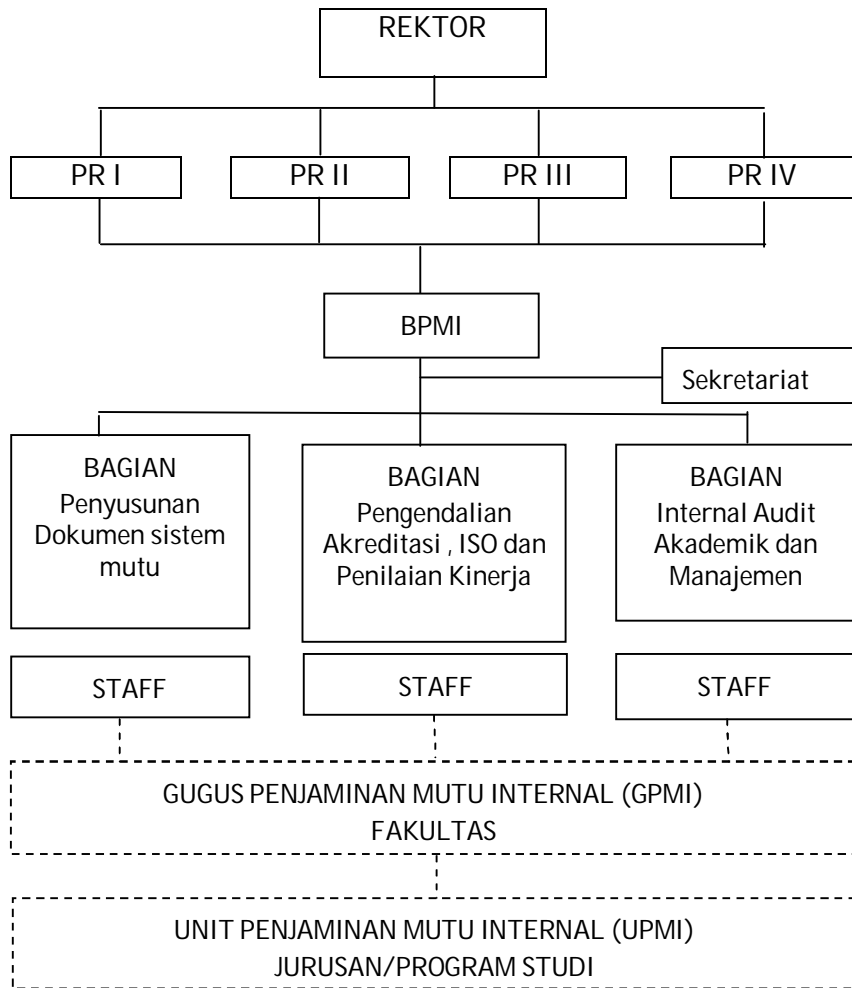 REKTOR
PR I
PR II
PR III
PR IV
BPMI
Sekretariat
BAGIAN
Penyusunan
Dokumen sistem
mutu
BAGIAN
Pengendalian
Akreditasi , ISO dan
Penilaian Kinerja
BAGIAN
Internal Audit
Akademik dan
Manajemen
STAFF
STAFF
STAFF
GUGUS PENJAMINAN MUTU INTERNAL (GPMI)
FAKULTAS
UNIT PENJAMINAN MUTU INTERNAL (UPMI)
JURUSAN/PROGRAM STUDI